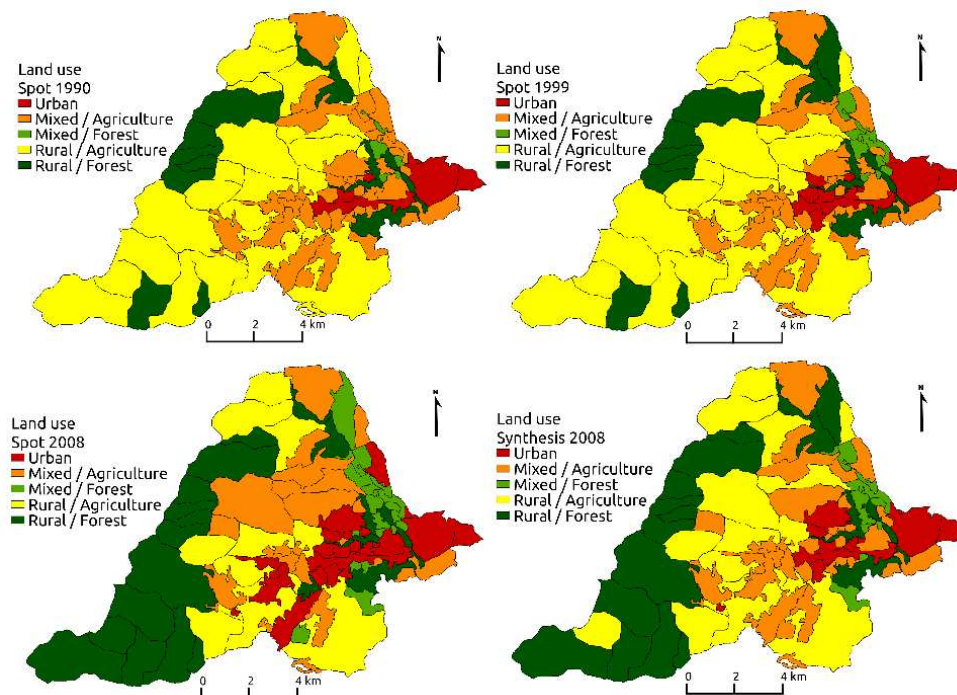 Land use
Spot 1990
Urban
Mixed / Agriculture
Mixed / Forest
Rural / Agriculture
Rural / Forest
N
0 2 4 km
Land use
Spot 1999
Urban
Mixed / Agriculture
Mixed / Forest
Rural / Agriculture
Rural / Forest
N
0 2 4 km
Land use
Spot 2008
Urban
Mixed / Agriculture
Mixed / Forest
Rural / Agriculture
Rural / Forest
N
0 2 4 km
Land use
Synthesis 2008
Urban
Mixed / Agriculture
Mixed / Forest
Rural / Agriculture
Rural / Forest
N
0 2 4 km